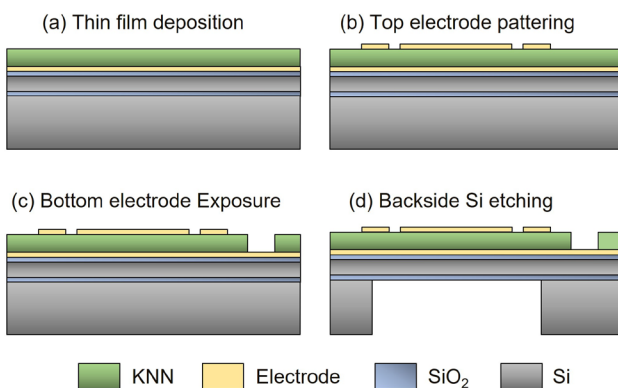 (a) Thin film deposition
(b) Top electrode pattering
(c) Bottom electrode Exposure
(d) Backside Si etching
KNN
Electrode
SiO₂
Si